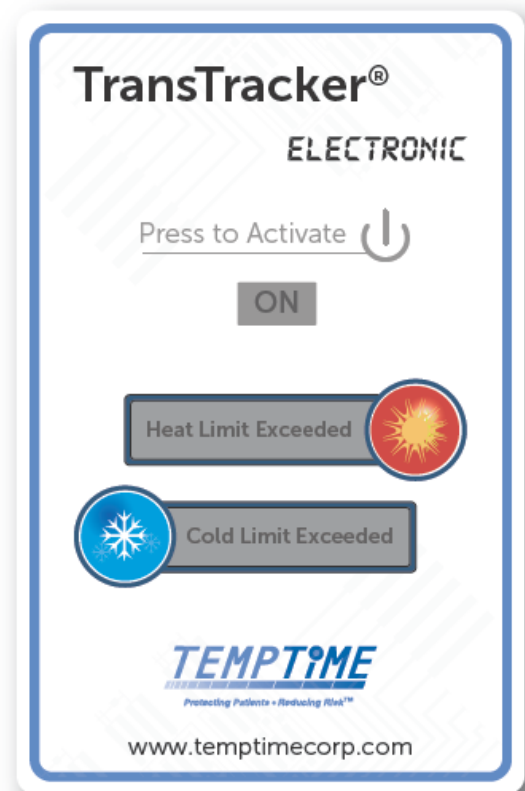 TransTracker®
ELECTRONIC
Press to Activate
ON
Heat Limit Exceeded
Cold Limit Exceeded
TEMPTIME
Protecting Patients • Reducing Risk™
www.temptimecorp.com